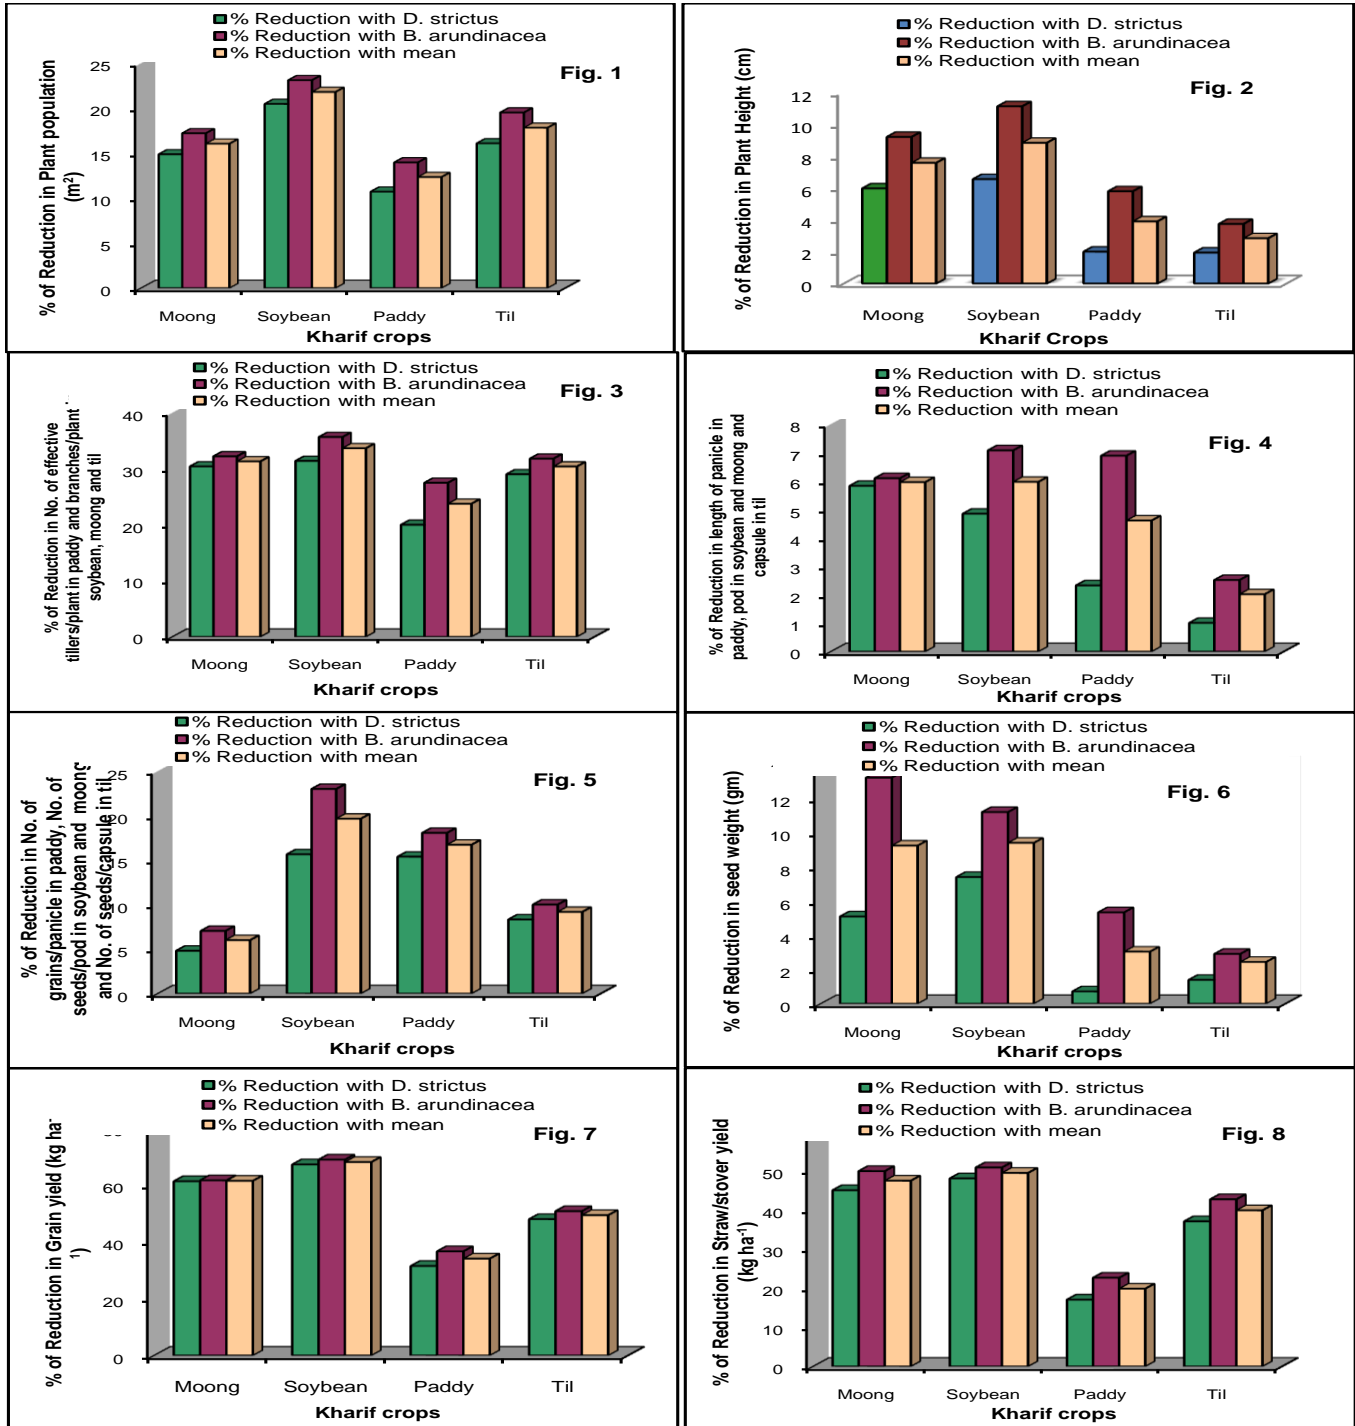 % Reduction with D. strictus
% Reduction with B. arundinacea
% Reduction with mean
Fig. 1
% of Reduction in Plant population
(m²)
25
20
15
10
5
0
Moong Soybean Paddy Til
Kharif crops
% Reduction with D. strictus
% Reduction with B. arundinacea
% Reduction with mean
Fig. 2
% of Reduction in Plant Height (cm)
12
10
8
6
4
2
0
Moong Soybean Paddy Til
Kharif Crops
% Reduction with D. strictus
% Reduction with B. arundinacea
% Reduction with mean
Fig. 3
% of Reduction in No. of effective
tillers/plant in paddy and branches/plant
soybean, moong and til
40
30
20
10
0
Moong Soybean Paddy Til
Kharif crops
% Reduction with D. strictus
% Reduction with B. arundinacea
% Reduction with mean
Fig. 4
% of Reduction in length of panicle in
paddy, pod in soybean and moong and
capsule in til
8
7
6
5
4
3
2
1
0
Moong Soybean Paddy Til
Kharif crops
% Reduction with D. strictus
% Reduction with B. arundinacea
% Reduction with mean
Fig. 5
% of Reduction in No. of
grains/panicle in paddy, No. of
seeds/pod in soybean and moong
and No. of seeds/capsule in til
25
20
15
10
5
0
Moong Soybean Paddy Til
Kharif crops
% Reduction with D. strictus
% Reduction with B. arundinacea
% Reduction with mean
Fig. 6
% of Reduction in seed weight (gm)
12
10
8
6
4
2
0
Moong Soybean Paddy Til
Kharif crops
% Reduction with D. strictus
% Reduction with B. arundinacea
% Reduction with mean
Fig. 7
% of Reduction in Grain yield (kg ha⁻
¹)
60
40
20
0
Moong Soybean Paddy Til
Kharif crops
% Reduction with D. strictus
% Reduction with B. arundinacea
% Reduction with mean
Fig. 8
% of Reduction in Straw/stover yield
(kg ha⁻¹)
50
40
30
20
10
0
Moong Soybean Paddy Til
Kharif crops